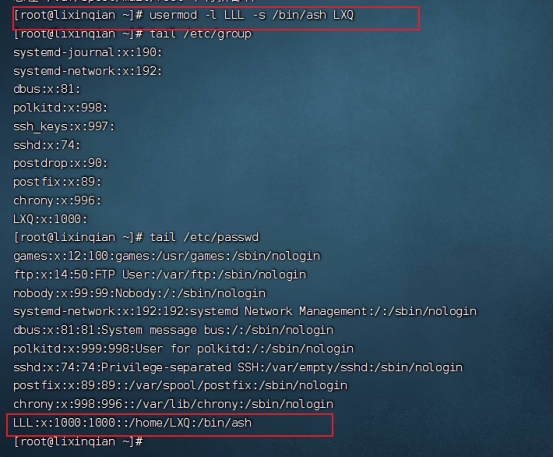 [root@lixinqian ~]# usermod -l LLL -s /bin/ash LXQ
[root@lixinqian ~]# tail /etc/group
systemd-journal:x:190:
systemd-network:x:192:
dbus:x:81:
polkitd:x:998:
ssh_keys:x:997:
sshd:x:74:
postdrop:x:90:
postfix:x:89:
chrony:x:996:
LXQ:x:1000:
[root@lixinqian ~]# tail /etc/passwd
games:x:12:100:games:/usr/games:/sbin/nologin
ftp:x:14:50:FTP User:/var/ftp:/sbin/nologin
nobody:x:99:99:Nobody:/:/sbin/nologin
systemd-network:x:192:192:systemd Network Management:/:/sbin/nologin
dbus:x:81:81:System message bus:/:/sbin/nologin
polkitd:x:999:998:User for polkitd:/:/sbin/nologin
sshd:x:74:74:Privilege-separated SSH:/var/empty/sshd:/sbin/nologin
postfix:x:89:89::/var/spool/postfix:/sbin/nologin
chrony:x:998:996::/var/lib/chrony:/sbin/nologin
LLL:x:1000:1000::/home/LXQ:/bin/ash
[root@lixinqian ~]#